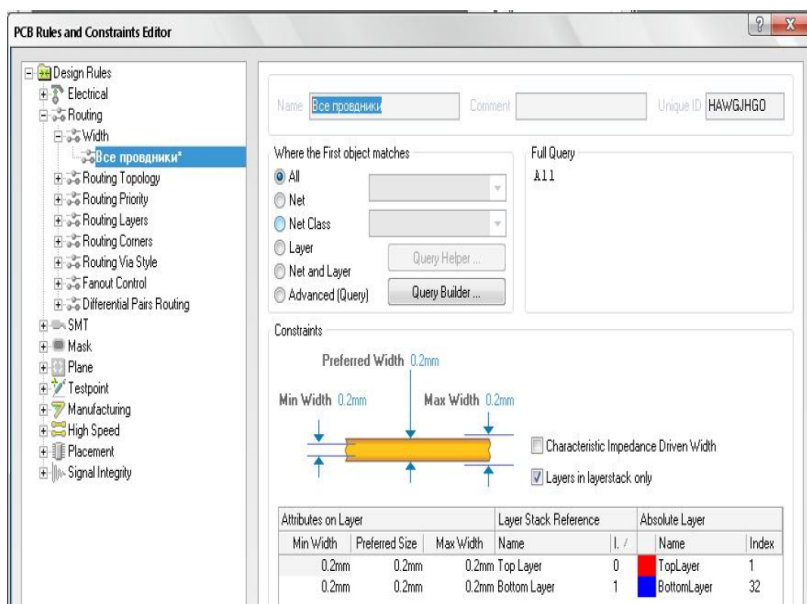 PCB Rules and Constraints Editor
Design Rules
Electrical
Routing
Width
Все провдники*
Routing Topology
Routing Priority
Routing Layers
Routing Corners
Routing Via Style
Fanout Control
Differential Pairs Routing
SMT
Mask
Plane
Testpoint
Manufacturing
High Speed
Placement
Signal Integrity
Name Все провдники Comment Unique ID HAWGJHGO
Where the First object matches
All
Net
Net Class
Layer
Net and Layer
Advanced (Query)
Query Helper ...
Query Builder ...
Full Query
All
Constraints
Preferred Width 0.2mm
Min Width 0.2mm Max Width 0.2mm
Characteristic Impedance Driven Width
Layers in layerstack only
Attributes on Layer Layer Stack Reference Absolute Layer
Min Width Preferred Size Max Width Name I. Name Index
0.2mm 0.2mm 0.2mm Top Layer 0 TopLayer 1
0.2mm 0.2mm 0.2mm Bottom Layer 1 BottomLayer 32